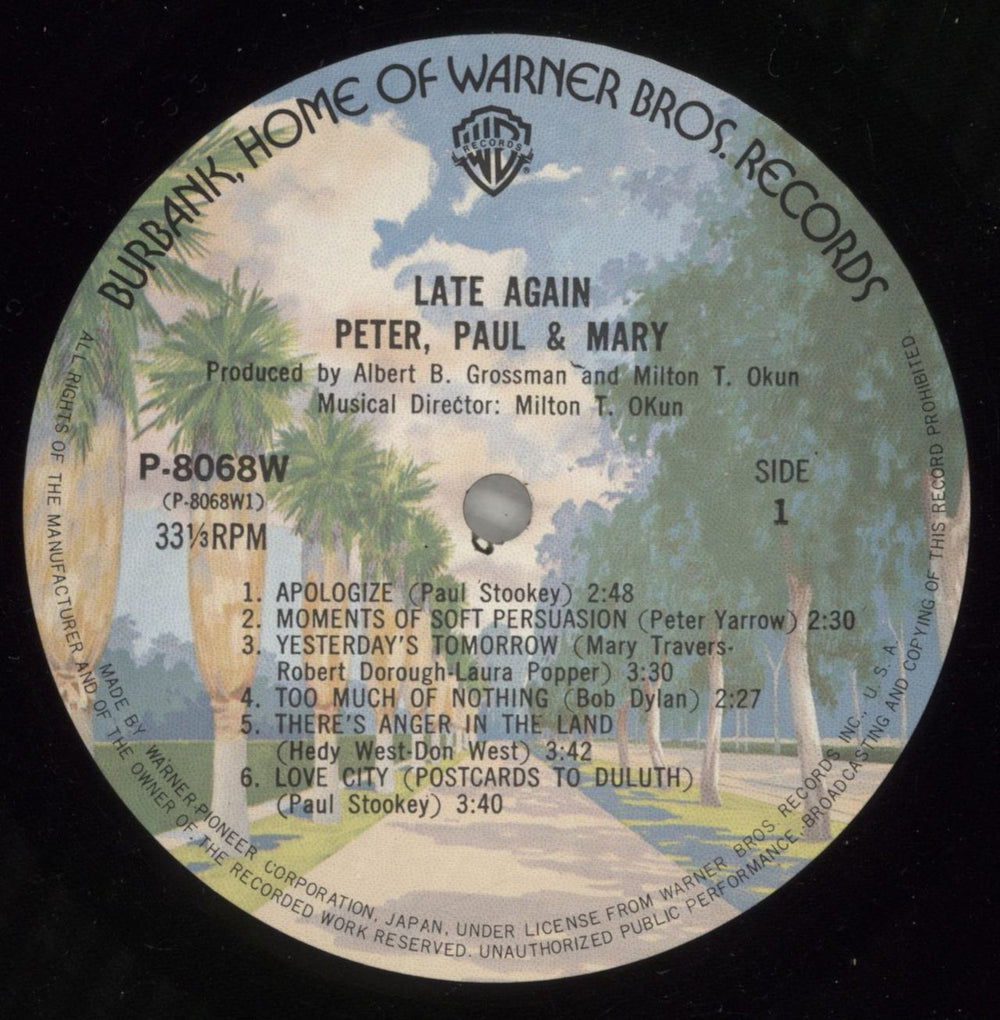 BURBANK, HOME OF WARNER BROS. RECORDS
RECORDS
®
LATE AGAIN
PETER, PAUL & MARY
Produced by Albert B. Grossman and Milton T. Okun
Musical Director: Milton T. OKun
P-8068W
(P-8068W1)
33⅓RPM
SIDE
1
1. APOLOGIZE (Paul Stookey) 2:48
2. MOMENTS OF SOFT PERSUASION (Peter Yarrow) 2:30
3. YESTERDAY'S TOMORROW (Mary Travers-
Robert Dorough-Laura Popper) 3:30
4. TOO MUCH OF NOTHING (Bob Dylan) 2:27
5. THERE'S ANGER IN THE LAND
(Hedy West-Don West) 3:42
6. LOVE CITY (POSTCARDS TO DULUTH)
(Paul Stookey) 3:40
MADE BY WARNER-PIONEER CORPORATION, JAPAN, UNDER LICENSE FROM WARNER BROS. RECORDS INC., U.S.A.
ALL RIGHTS OF THE MANUFACTURER AND OF THE OWNER OF THE RECORDED WORK RESERVED. UNAUTHORIZED PUBLIC PERFORMANCE, BROADCASTING AND COPYING OF THIS RECORD PROHIBITED